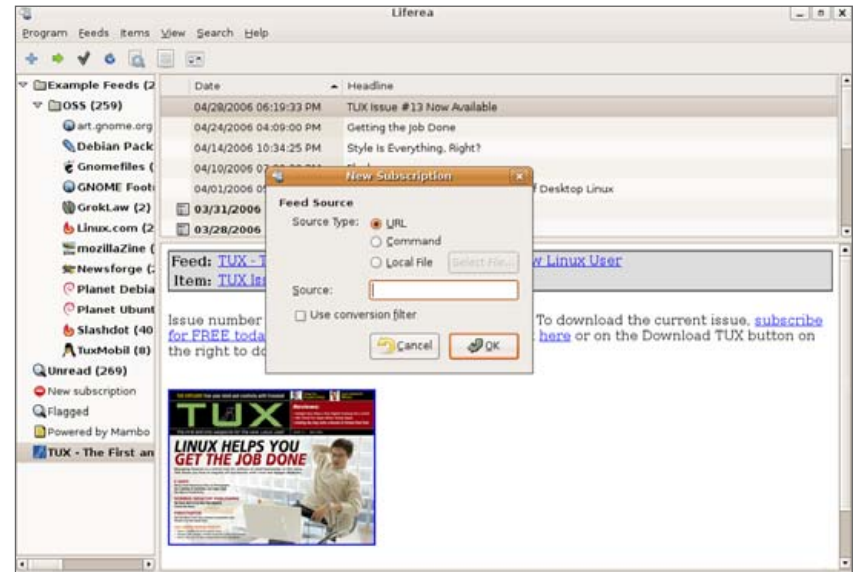 Liferea
Program Feeds Items View Search Help
Date Headline
04/28/2006 06:19:33 PM TUX Issue #13 Now Available
04/24/2006 04:09:00 PM Getting the Job Done
04/14/2006 10:34:25 PM Style Is Everything, Right?
04/10/2006
04/01/2006 Desktop Linux
03/31/2006
03/28/2006
Example Feeds (2
OSS (259)
art.gnome.org
Debian Pack
Gnomefiles (
GNOME Foot
GrokLaw (2)
Linux.com (2
mozillaZine (
Newsforge (
Planet Debia
Planet Ubunt
Slashdot (40
TuxMobil (8)
Unread (269)
New subscription
Flagged
Powered by Mambo
TUX - The First an
New Subscription
Feed Source
Source Type: URL
Command
Local File Select File...
Source:
Use conversion filter
Cancel OK
Feed: TUX - Linux User
Item: TUX
Issue number To download the current issue, subscribe
for FREE here or on the Download TUX button on
the right to
TUX
Reviews:
LINUX HELPS YOU
GET THE JOB DONE